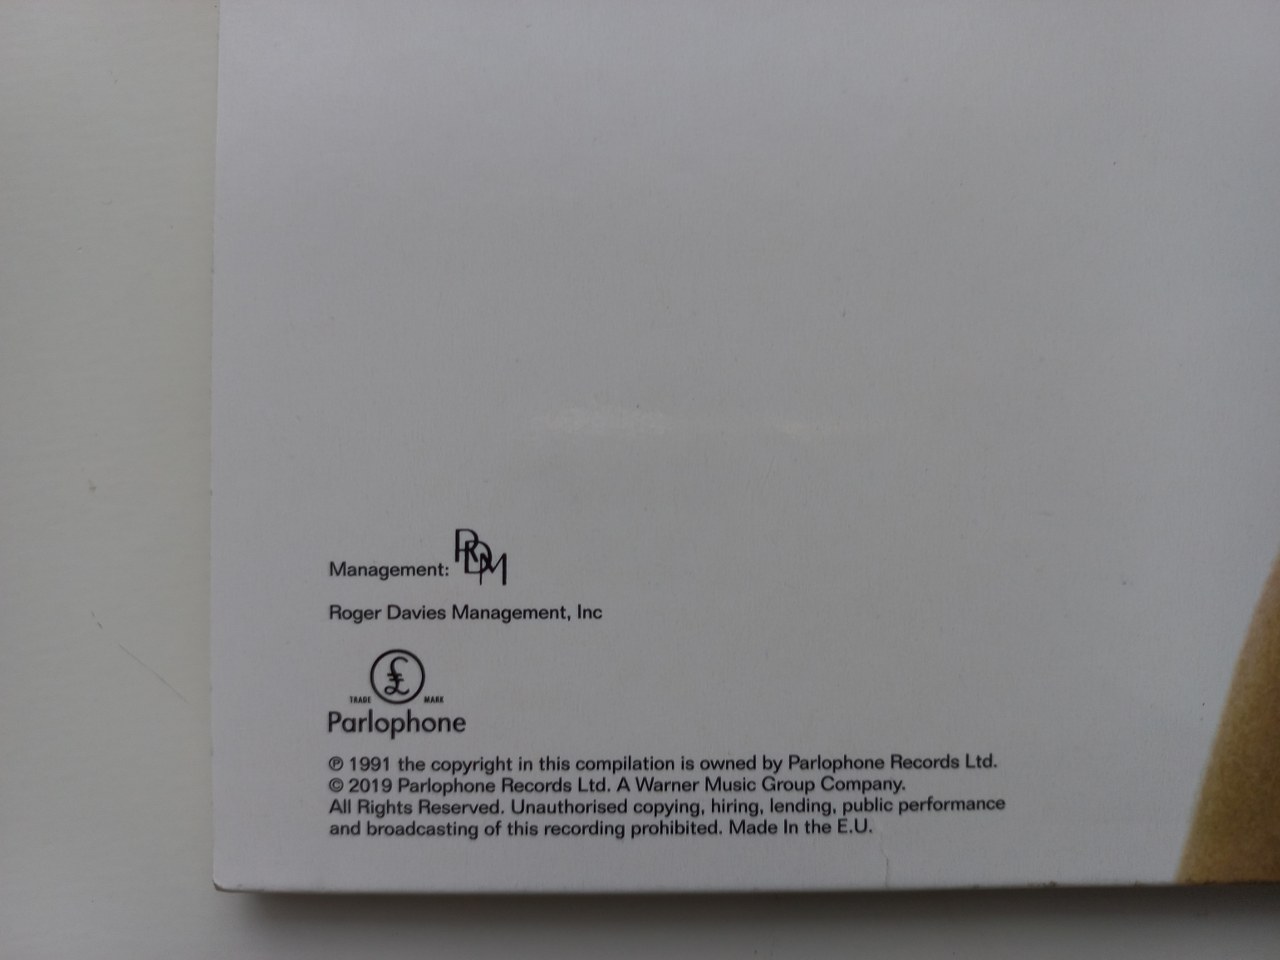 Management: RDM
Roger Davies Management, Inc
£
TRADE MARK
Parlophone
℗ 1991 the copyright in this compilation is owned by Parlophone Records Ltd.
© 2019 Parlophone Records Ltd. A Warner Music Group Company.
All Rights Reserved. Unauthorised copying, hiring, lending, public performance
and broadcasting of this recording prohibited. Made In the E.U.